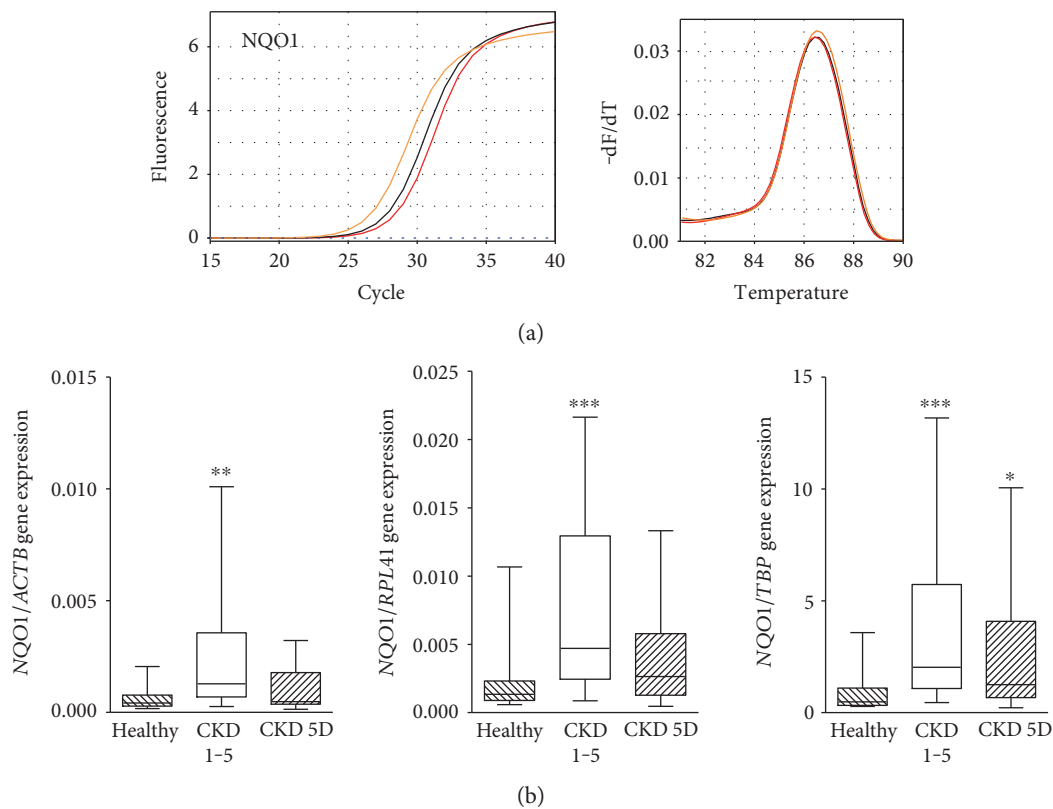 NQO1
Fluorescence
6
4
2
0
15 20 25 30 35 40
Cycle
-dF/dT
0.03
0.02
0.01
0.00
82 84 86 88 90
Temperature
(a)
NQO1/ACTB gene expression
0.015
0.010
0.005
0.000
**
Healthy CKD 1-5 CKD 5D
NQO1/RPL41 gene expression
0.025
0.020
0.015
0.010
0.005
0.000
***
Healthy CKD 1-5 CKD 5D
NQO1/TBP gene expression
15
10
5
0
***
*
Healthy CKD 1-5 CKD 5D
(b)